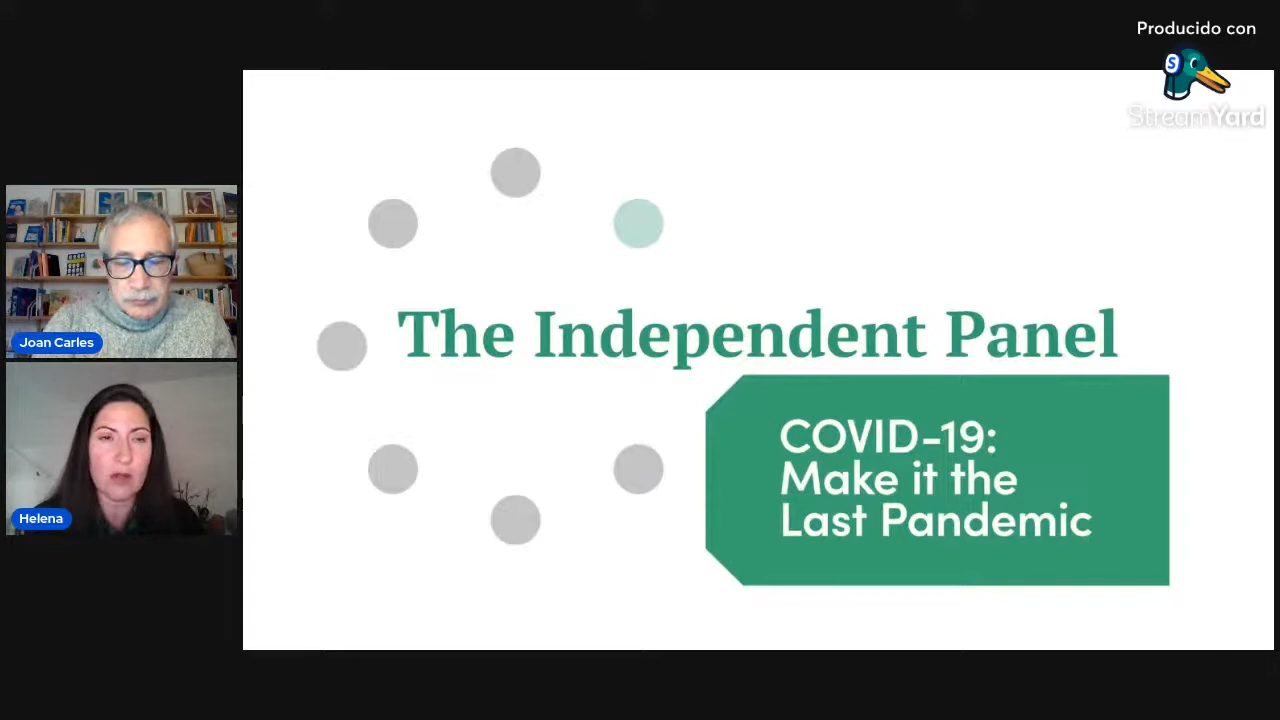 Producido con
S
StreamYard
Joan Carles
Helena
The Independent Panel
COVID-19:
Make it the
Last Pandemic